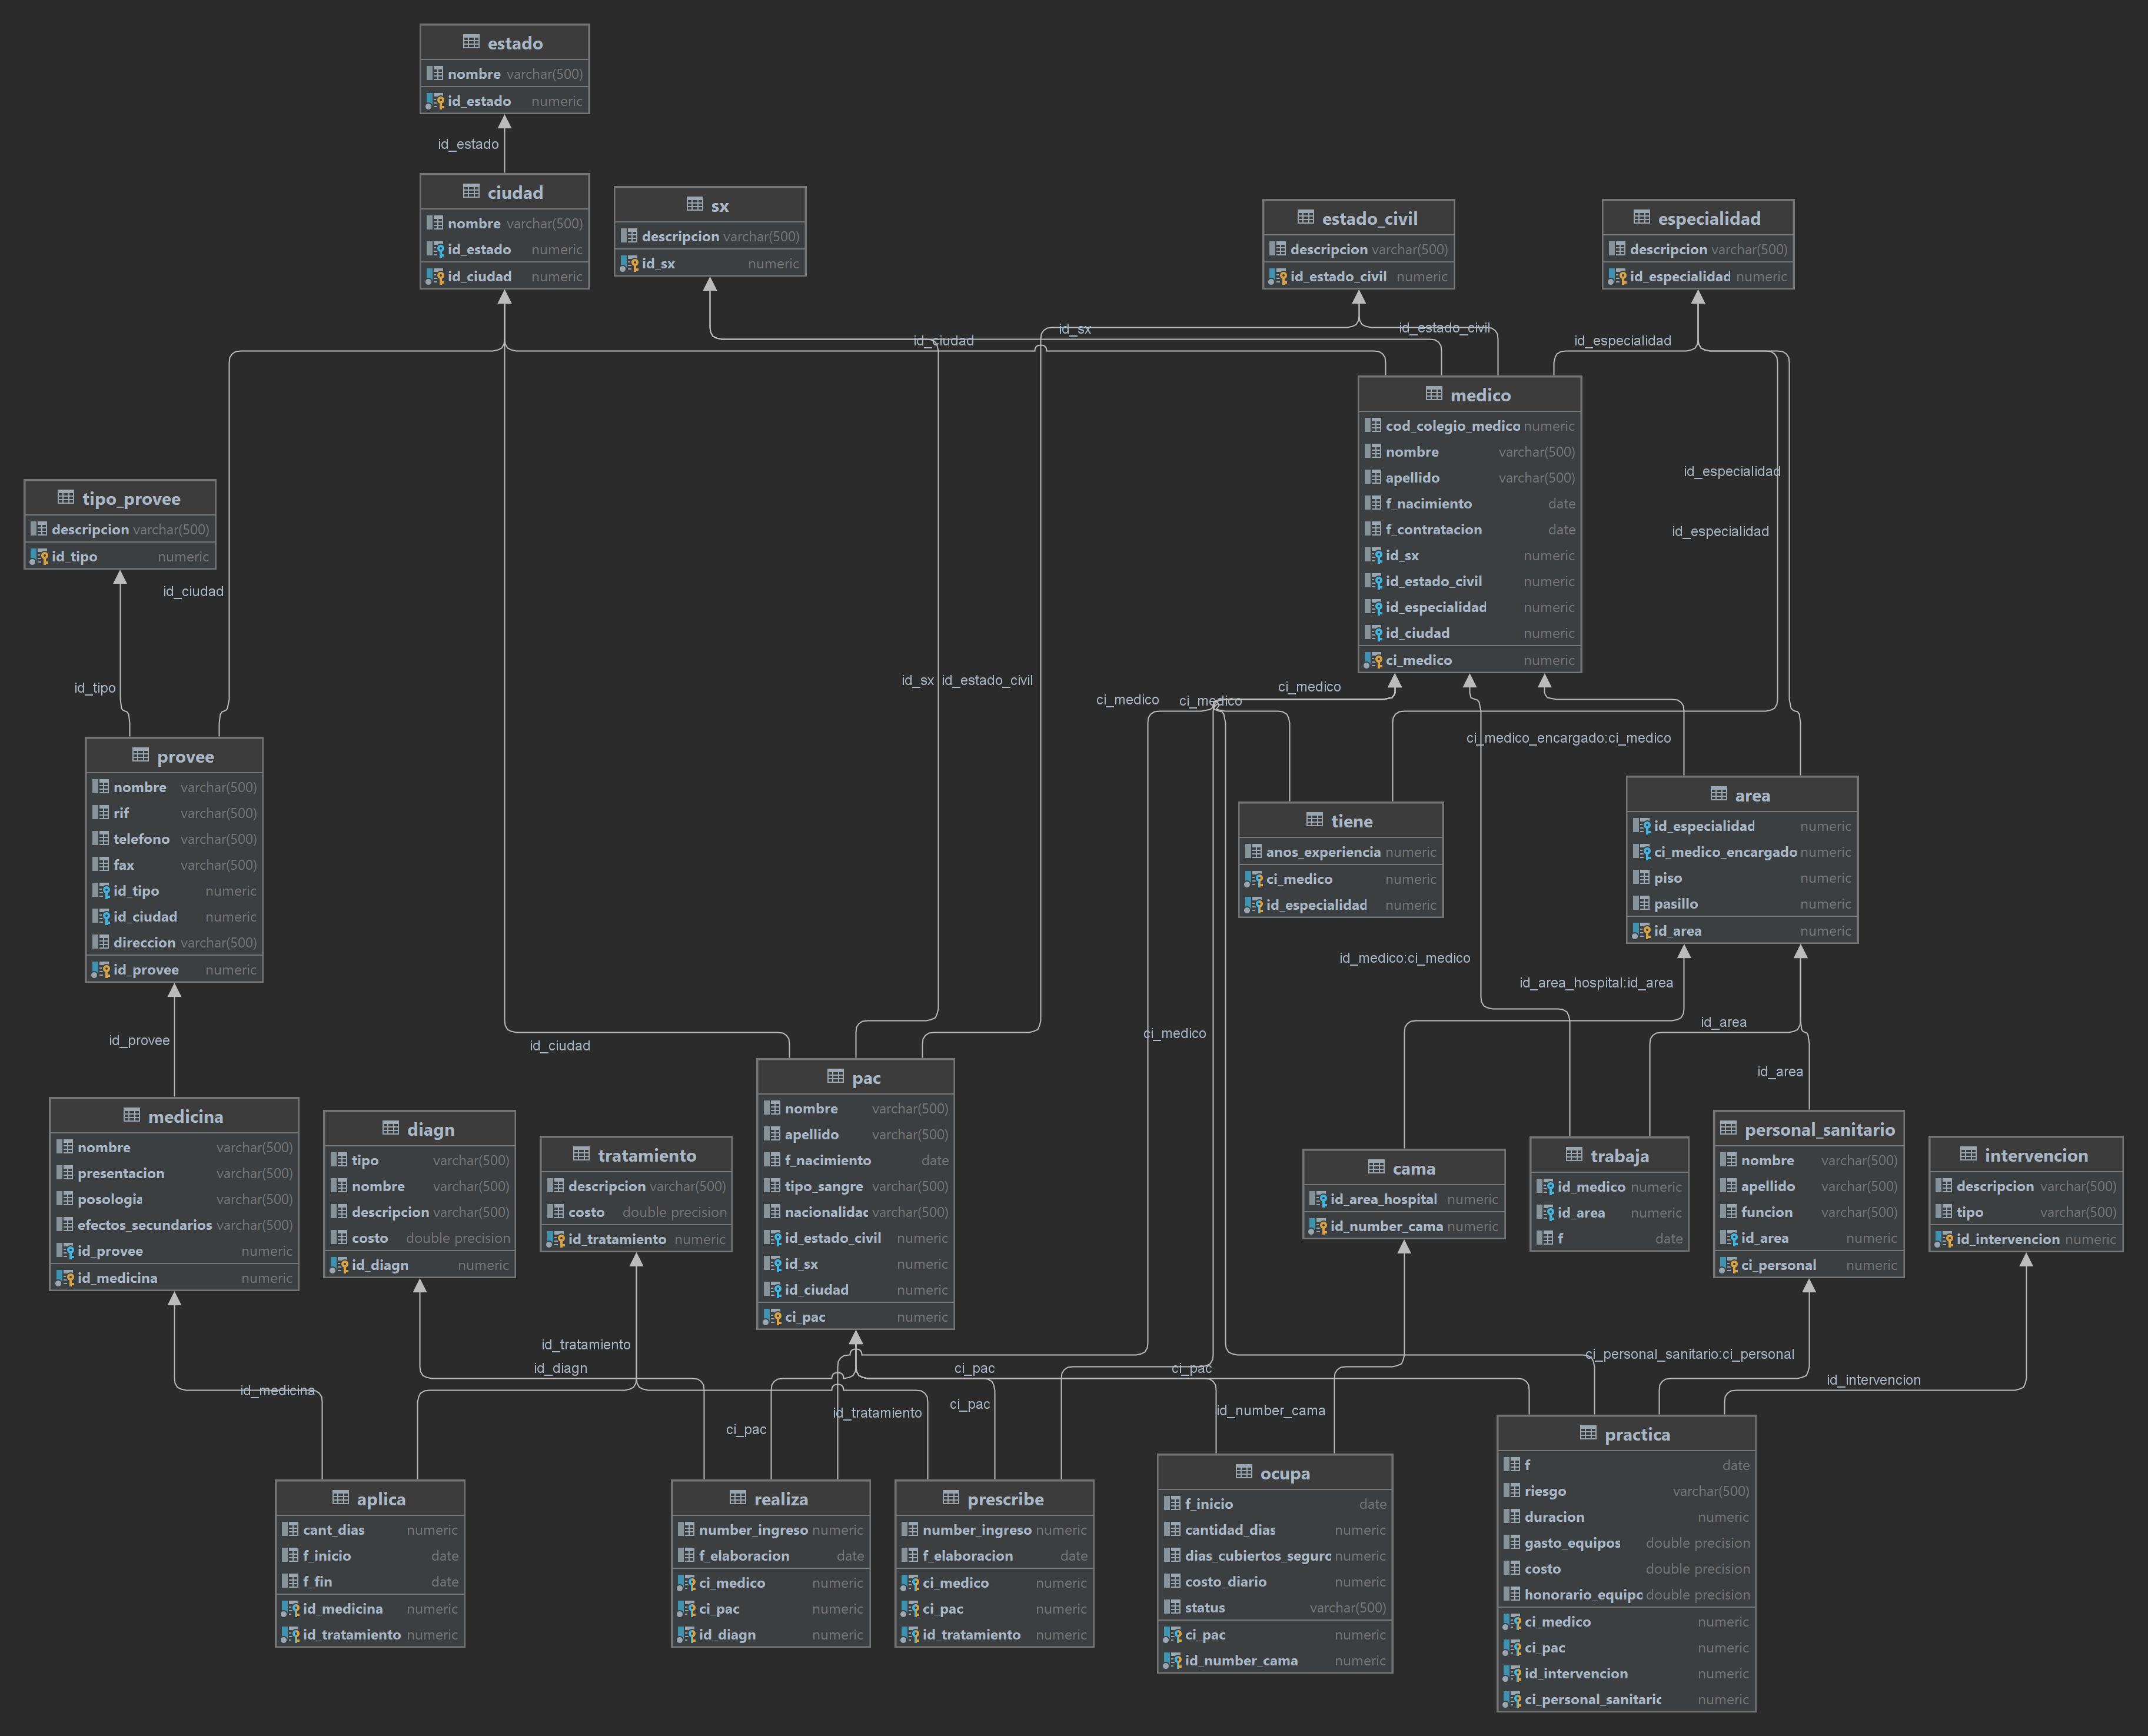 estado
nombre varchar(500)
id_estado numeric
id_estado
ciudad
nombre varchar(500)
id_estado numeric
id_ciudad numeric
sx
descripcion varchar(500)
id_sx numeric
estado_civil
descripcion varchar(500)
id_estado_civil numeric
especialidad
descripcion varchar(500)
id_especialidad numeric
id_sx
id_estado_civil
id_ciudad
id_especialidad
medico
cod_colegio_medico numeric
nombre varchar(500)
apellido varchar(500)
f_nacimiento date
f_contratacion date
id_sx numeric
id_estado_civil numeric
id_especialidad numeric
id_ciudad numeric
ci_medico numeric
id_especialidad
id_especialidad
tipo_provee
descripcion varchar(500)
id_tipo numeric
id_ciudad
id_tipo
id_sx
id_estado_civil
ci_medico
ci_medico
ci_medico
ci_medico_encargado:ci_medico
provee
nombre varchar(500)
rif varchar(500)
telefono varchar(500)
fax varchar(500)
id_tipo numeric
id_ciudad numeric
direccion varchar(500)
id_provee numeric
tiene
anos_experiencia numeric
ci_medico numeric
id_especialidad numeric
area
id_especialidad numeric
ci_medico_encargado numeric
piso numeric
pasillo numeric
id_area numeric
id_medico:ci_medico
id_area_hospital:id_area
id_area
id_area
id_provee
id_ciudad
ci_medico
medicina
nombre varchar(500)
presentacion varchar(500)
posologia varchar(500)
efectos_secundarios varchar(500)
id_provee numeric
id_medicina numeric
diagn
tipo varchar(500)
nombre varchar(500)
descripcion varchar(500)
costo double precision
id_diagn numeric
tratamiento
descripcion varchar(500)
costo double precision
id_tratamiento numeric
pac
nombre varchar(500)
apellido varchar(500)
f_nacimiento date
tipo_sangre varchar(500)
nacionalidac varchar(500)
id_estado_civil numeric
id_sx numeric
id_ciudad numeric
ci_pac numeric
cama
id_area_hospital numeric
id_number_cama numeric
trabaja
id_medico numeric
id_area numeric
f date
personal_sanitario
nombre varchar(500)
apellido varchar(500)
funcion varchar(500)
id_area numeric
ci_personal numeric
intervencion
descripcion varchar(500)
tipo varchar(500)
id_intervencion numeric
id_tratamiento
id_diagn
id_medicina
ci_pac
ci_pac
ci_personal_sanitario:ci_personal
id_intervencion
ci_pac
id_tratamiento
ci_pac
id_number_cama
aplica
cant_dias numeric
f_inicio date
f_fin date
id_medicina numeric
id_tratamiento numeric
realiza
number_ingreso numeric
f_elaboracion date
ci_medico numeric
ci_pac numeric
id_diagn numeric
prescribe
number_ingreso numeric
f_elaboracion date
ci_medico numeric
ci_pac numeric
id_tratamiento numeric
ocupa
f_inicio date
cantidad_dias numeric
dias_cubiertos_segurc numeric
costo_diario numeric
status varchar(500)
ci_pac numeric
id_number_cama numeric
practica
f date
riesgo varchar(500)
duracion numeric
gasto_equipos double precision
costo double precision
honorario_equipc double precision
ci_medico numeric
ci_pac numeric
id_intervencion numeric
ci_personal_sanitaric numeric